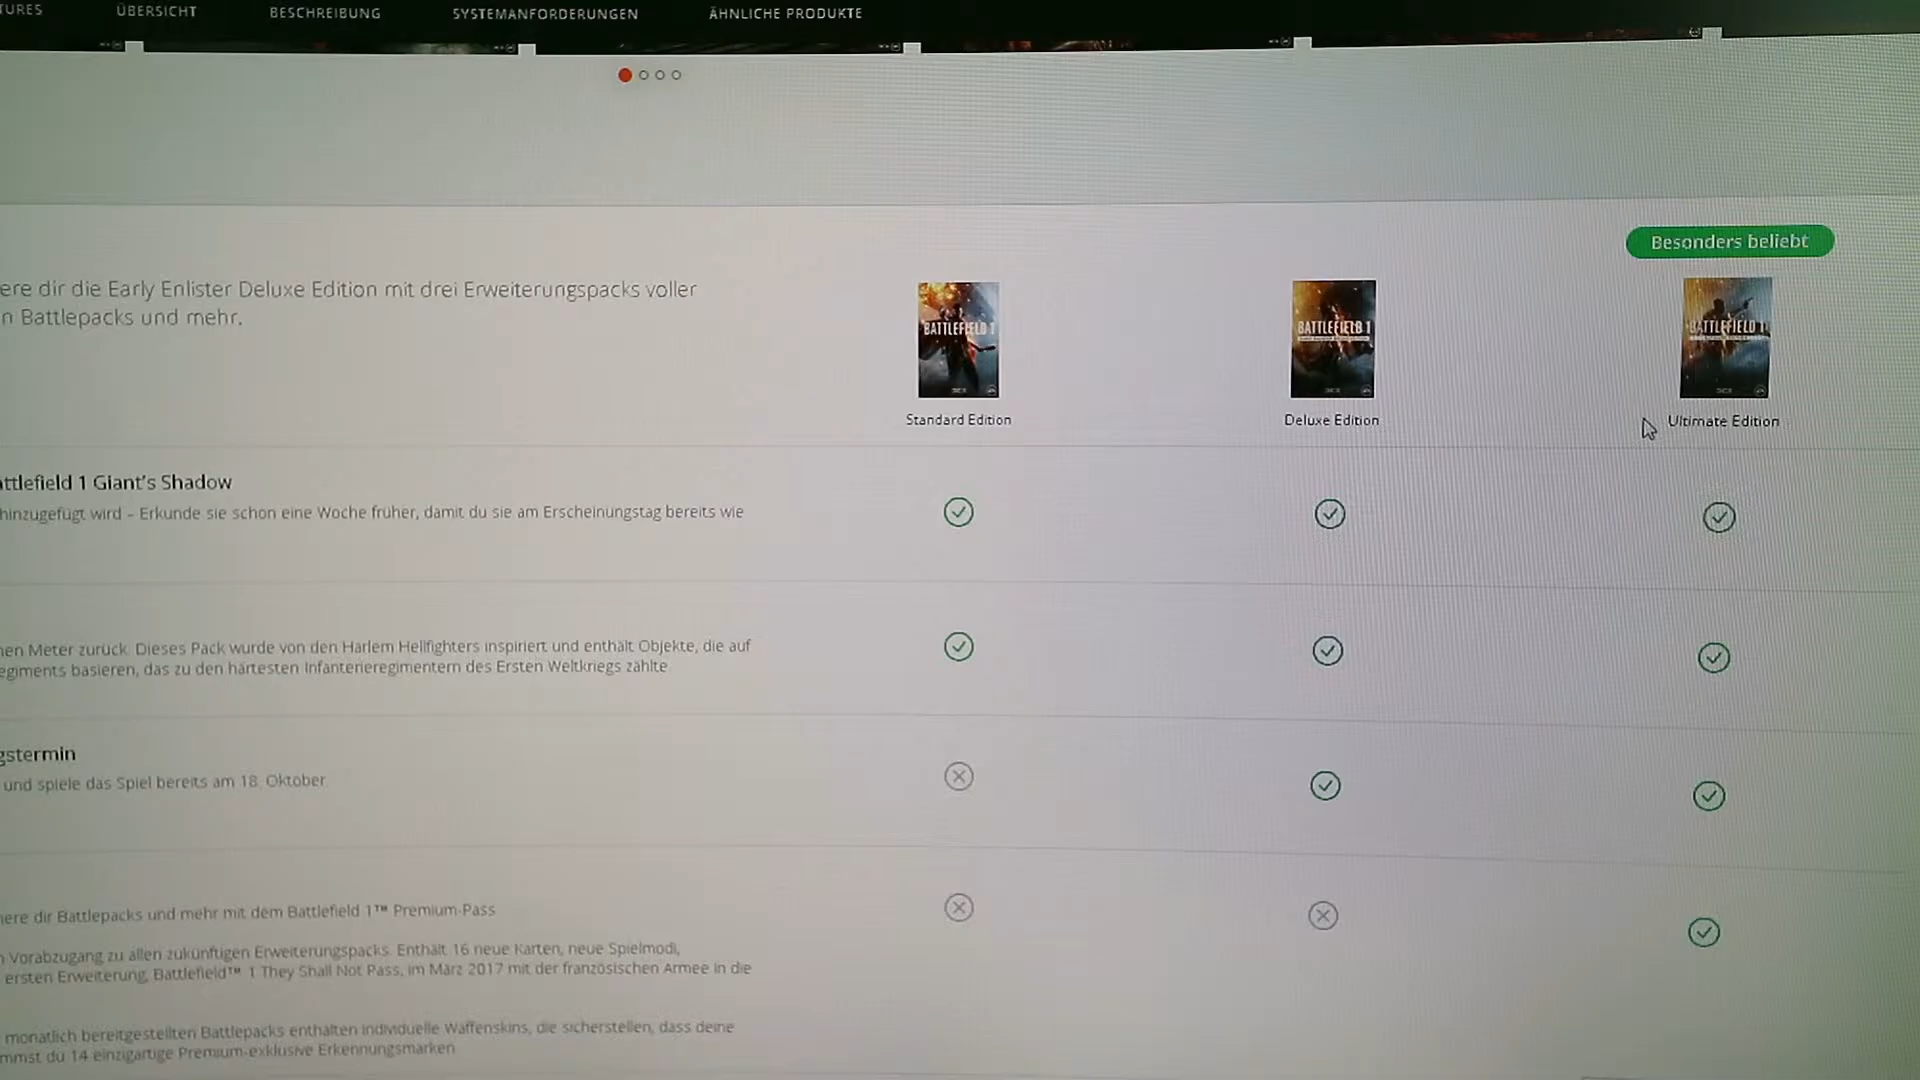 TURES ÜBERSICHT BESCHREIBUNG SYSTEMANFORDERUNGEN ÄHNLICHE PRODUKTE
Besonders beliebt
ere dir die Early Enlister Deluxe Edition mit drei Erweiterungspacks voller
n Battlepacks und mehr.
BATTLEFIELD 1
BATTLEFIELD 1
BATTLEFIELD 1
Standard Edition
Deluxe Edition
Ultimate Edition
attlefield 1 Giant's Shadow
hinzugefügt wird – Erkunde sie schon eine Woche früher, damit du sie am Erscheinungstag bereits wie
nen Meter zurück. Dieses Pack wurde von den Harlem Hellfighters inspiriert und enthält Objekte, die auf
egiments basieren, das zu den härtesten Infanterieregimentern des Ersten Weltkriegs zählte
gstermin
und spiele das Spiel bereits am 18. Oktober
nere dir Battlepacks und mehr mit dem Battlefield 1™ Premium-Pass
n Vorabzugang zu allen zukünftigen Erweiterungspacks. Enthält 16 neue Karten, neue Spielmodi,
ersten Erweiterung, Battlefield™ 1 They Shall Not Pass, im März 2017 mit der französischen Armee in die
monatlich bereitgestellten Battlepacks enthalten individuelle Waffenskins, die sicherstellen, dass deine
mmst du 14 einzigartige Premium-exklusive Erkennungsmarken